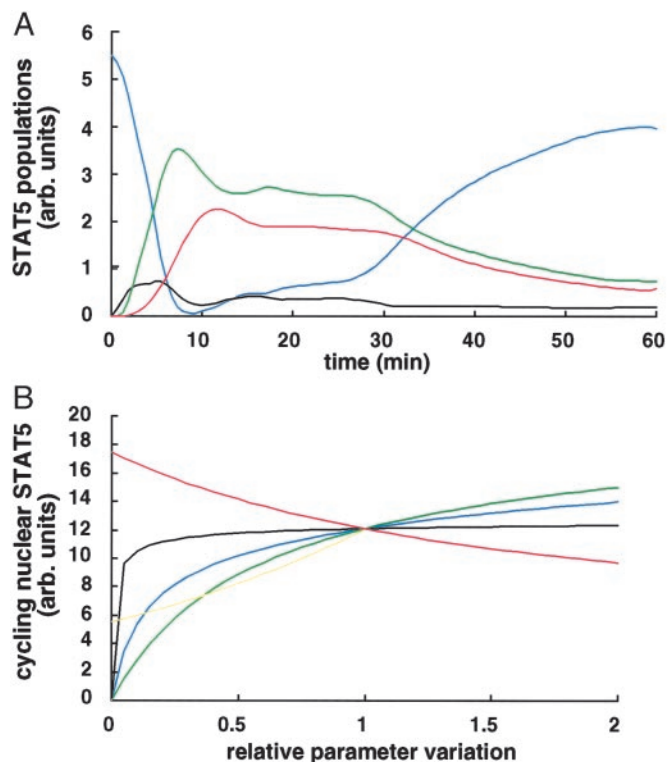 A
STAT5 populations
(arb. units)
6
5
4
3
2
1
0
0 10 20 30 40 50 60
time (min)
B
cycling nuclear STAT5
(arb. units)
20
18
16
14
12
10
8
6
4
2
0
0 0.5 1 1.5 2
relative parameter variation